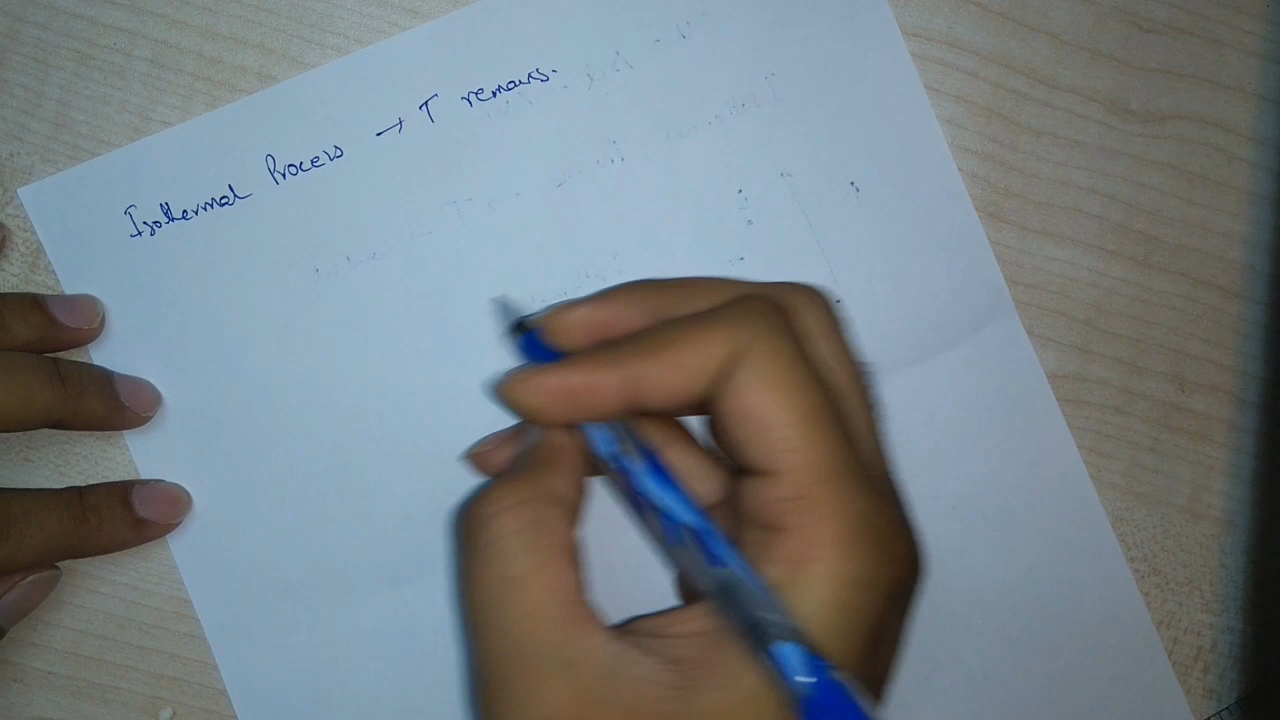 Isothermal Process → T remains.